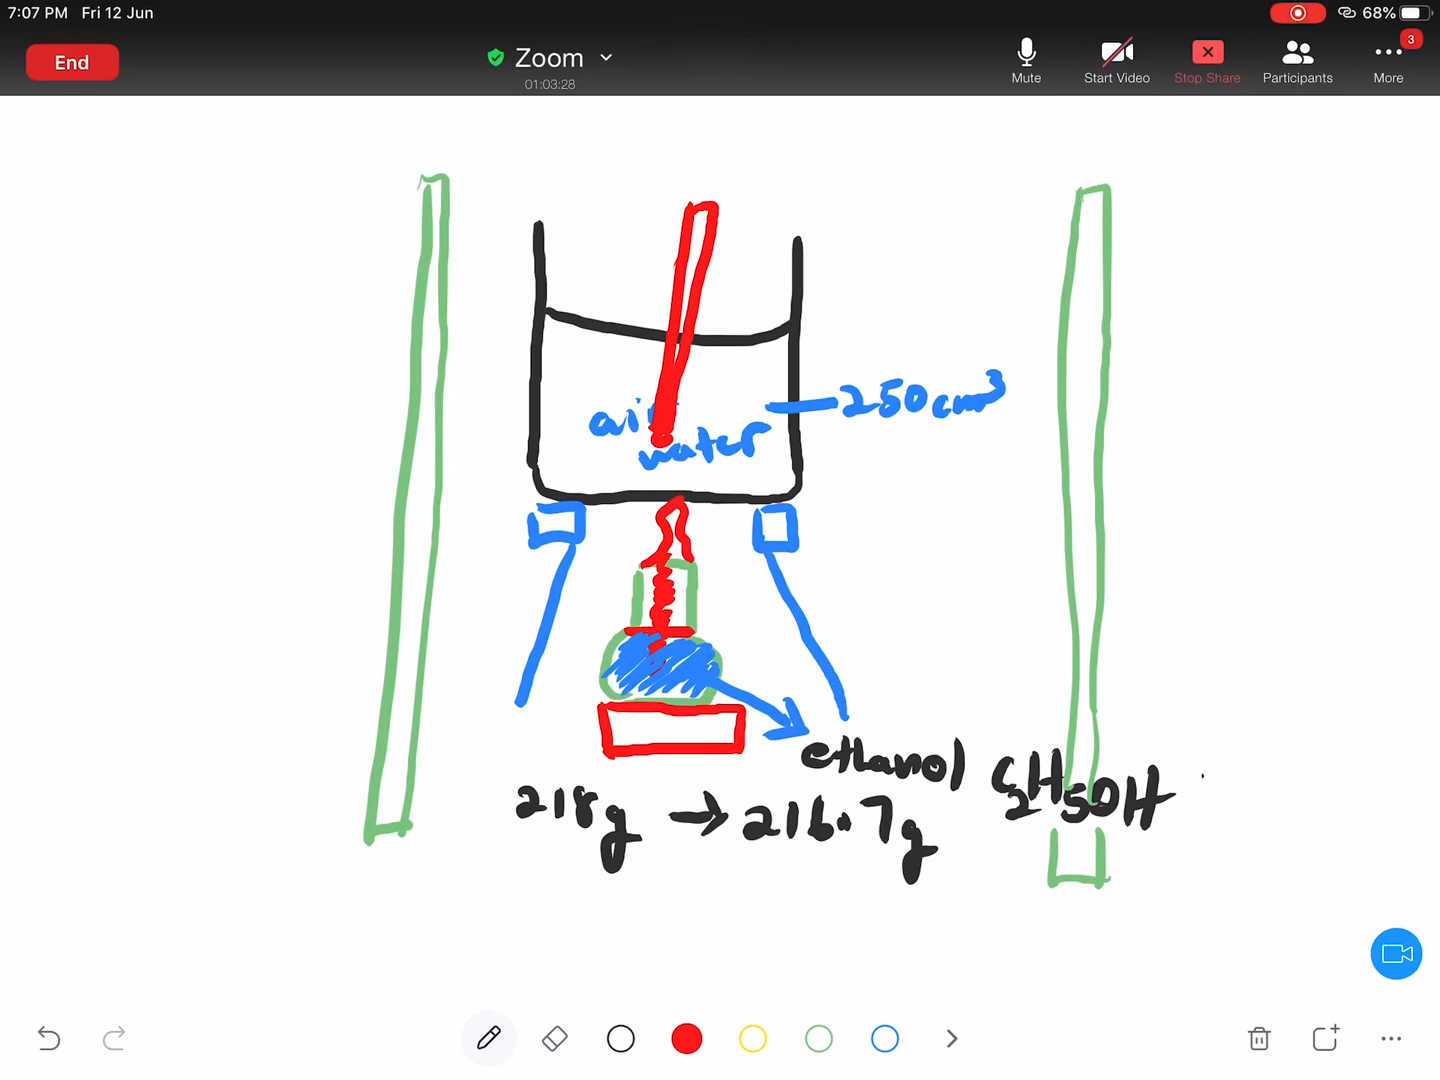 7:07 PM Fri 12 Jun
68%
End
Zoom
01:03:28
Mute
Start Video
Stop Share
Participants
More
3
250cm³
water
ethanol C₂H₅OH
218g → 216.7g